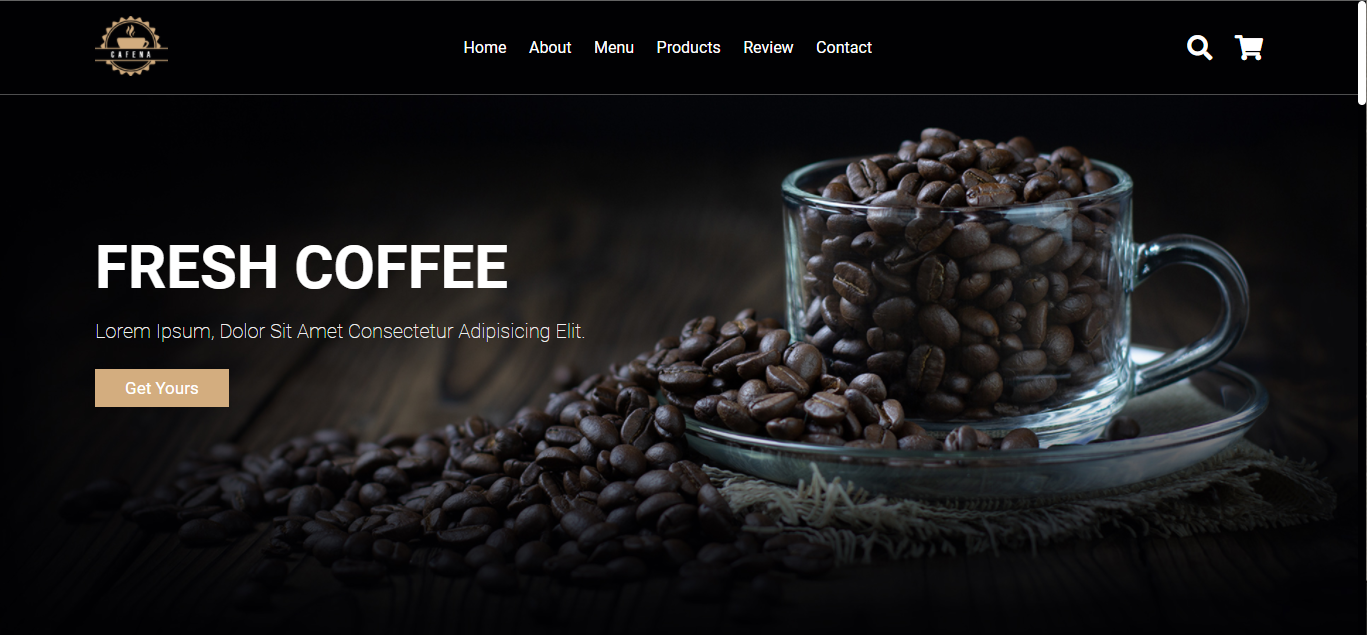 CAFENA
Home About Menu Products Review Contact
FRESH COFFEE
Lorem Ipsum, Dolor Sit Amet Consectetur Adipisicing Elit.
Get Yours